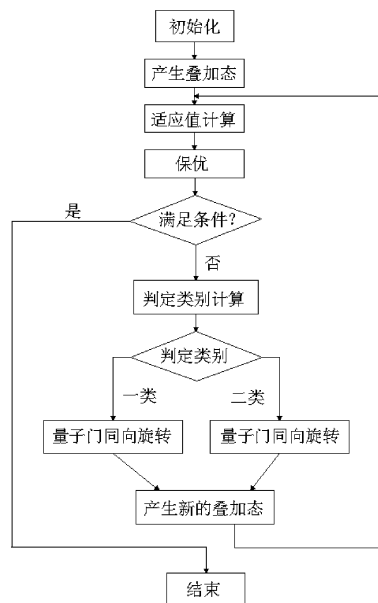 初始化
产生叠加态
适应值计算
保优
是
满足条件?
否
判定类别计算
判定类别
一类
二类
量子门同向旋转
量子门同向旋转
产生新的叠加态
结束